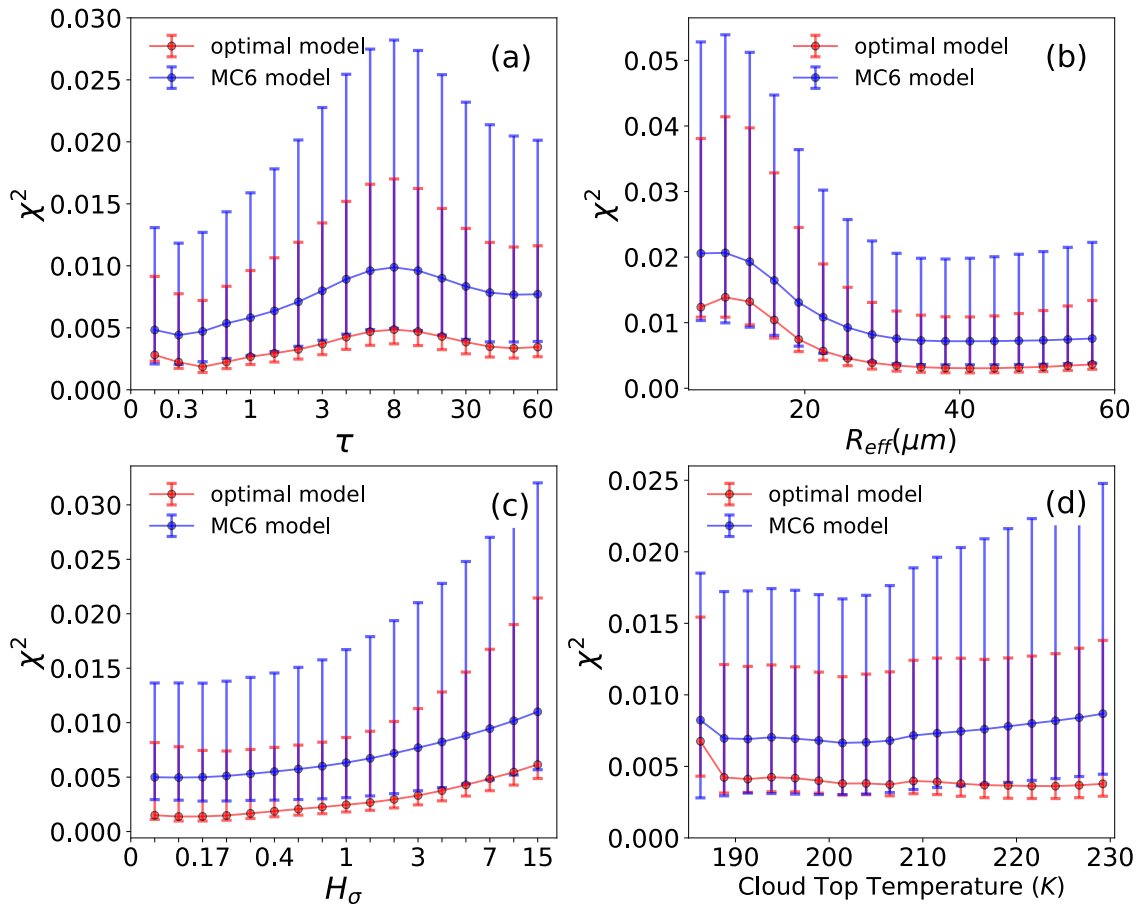 0.030
0.025
0.020
0.015
0.010
0.005
0.000
χ²
optimal model
MC6 model
(a)
0 0.3 1 3 8 30 60
τ
0.05
0.04
0.03
0.02
0.01
0.00
χ²
optimal model
MC6 model
(b)
20 40 60
R_eff(μm)
0.030
0.025
0.020
0.015
0.010
0.005
0.000
χ²
optimal model
MC6 model
(c)
0 0.17 0.4 1 3 7 15
H_σ
0.025
0.020
0.015
0.010
0.005
0.000
χ²
optimal model
MC6 model
(d)
190 200 210 220 230
Cloud Top Temperature (K)